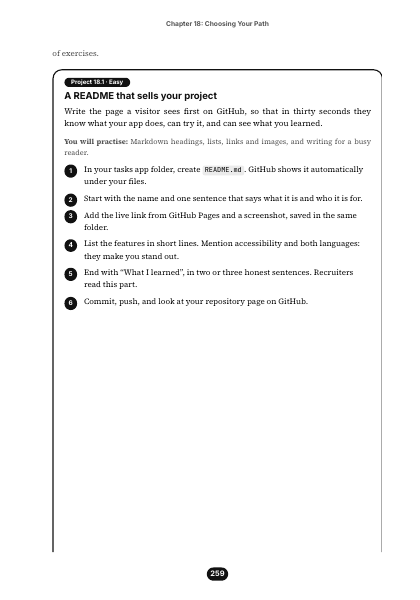 Chapter 18: Choosing Your Path
of exercises.
Project 18.1 · Easy
A README that sells your project
Write the page a visitor sees first on GitHub, so that in thirty seconds they
know what your app does, can try it, and can see what you learned.
You will practise: Markdown headings, lists, links and images, and writing for a busy
reader.
1 In your tasks app folder, create README.md. GitHub shows it automatically
under your files.
2 Start with the name and one sentence that says what it is and who it is for.
3 Add the live link from GitHub Pages and a screenshot, saved in the same
folder.
4 List the features in short lines. Mention accessibility and both languages:
they make you stand out.
5 End with “What I learned”, in two or three honest sentences. Recruiters
read this part.
6 Commit, push, and look at your repository page on GitHub.
259